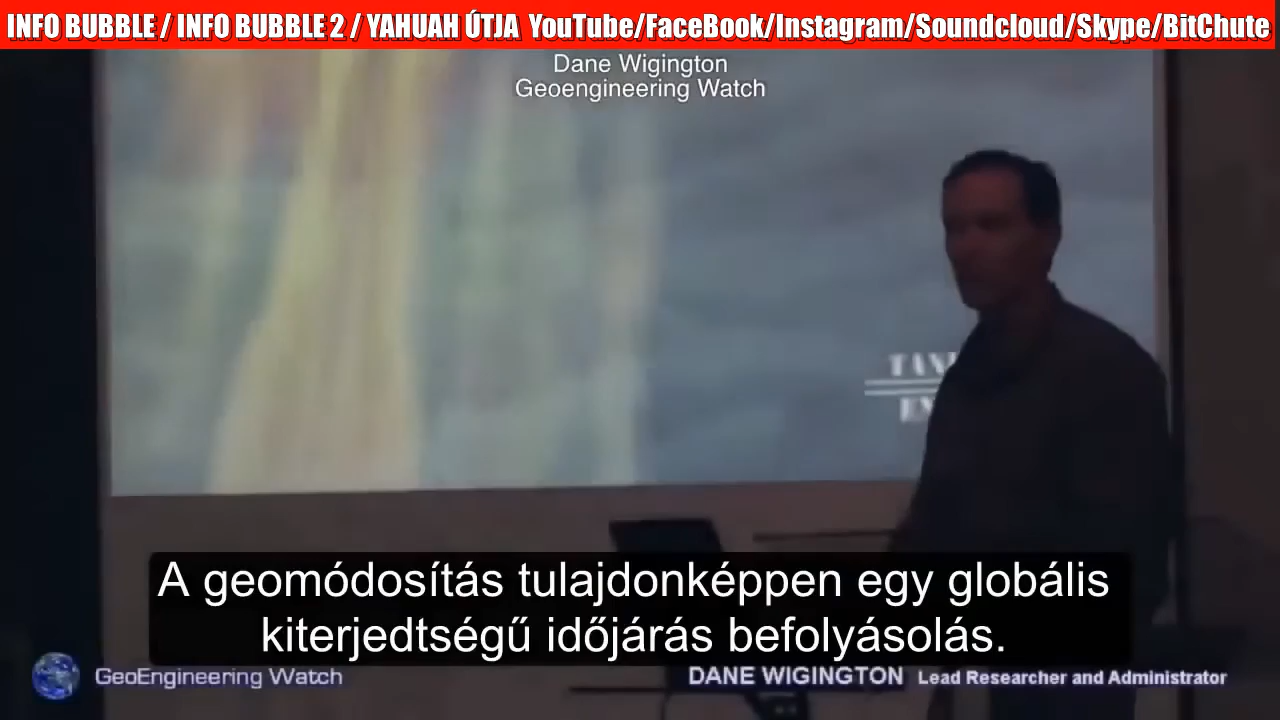 INFO BUBBLE / INFO BUBBLE 2 / YAHUAH ÚTJA YouTube/FaceBook/Instagram/Soundcloud/Skype/BitChute
Dane Wigington
Geoengineering Watch
A geomódosítás tulajdonképpen egy globális
kiterjedtségű időjárás befolyásolás.
GeoEngineering Watch
DANE WIGINGTON Lead Researcher and Administrator